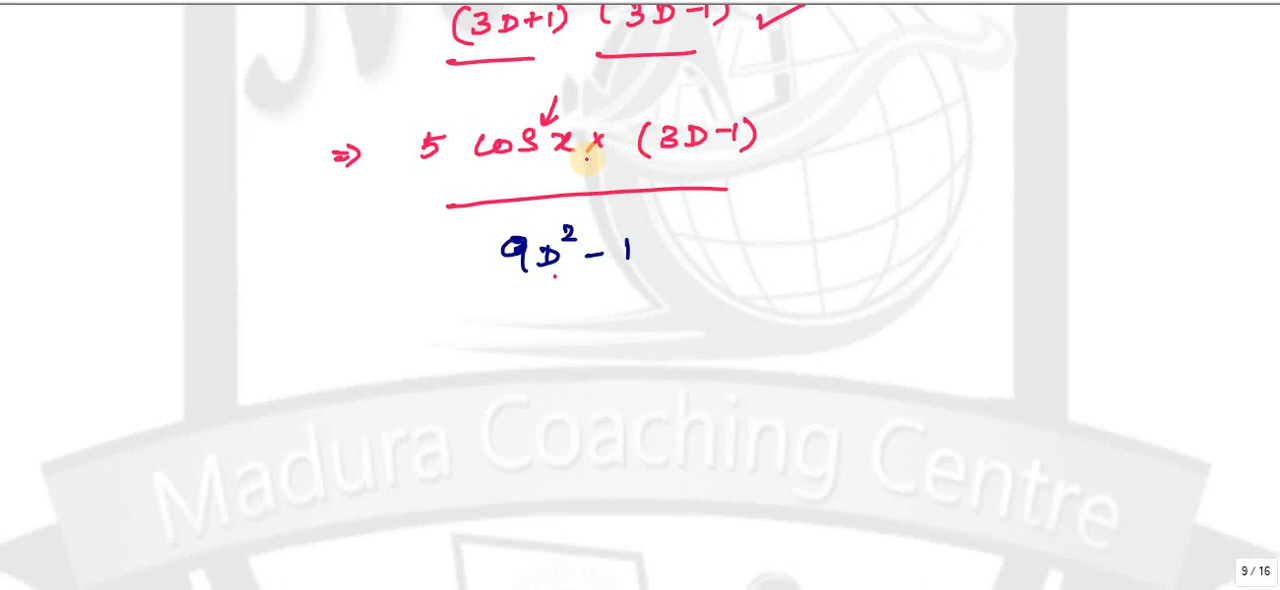 (3D+1) (3D-1) ✓
⇒ 5 cos x × (3D-1)
9D² - 1
Madura Coaching Centre
9 / 16